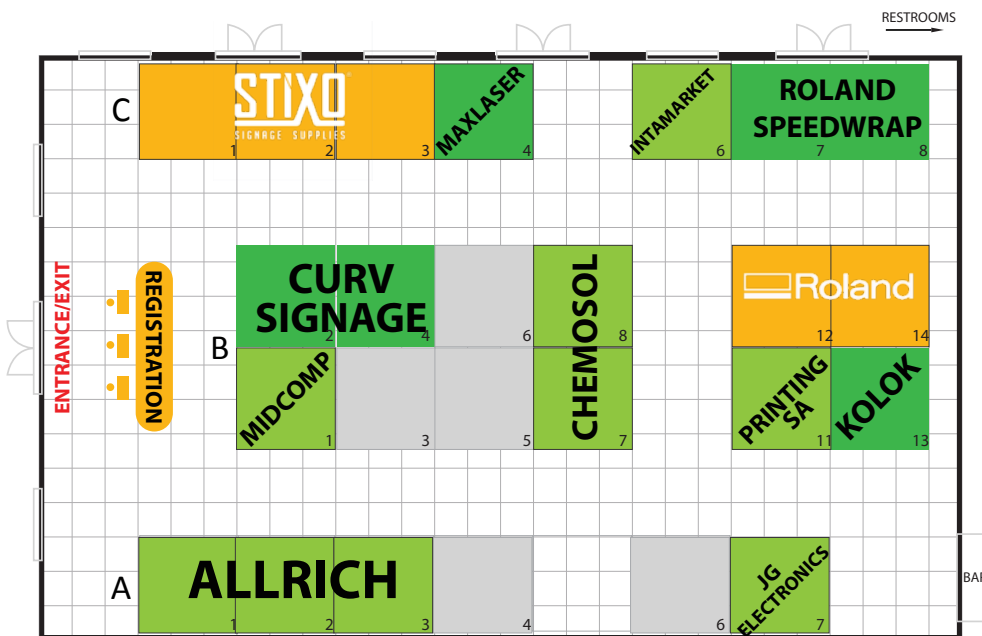 RESTROOMS
C
STIXO
SIGNAGE SUPPLIES
1
2
3
MAXLASER
4
INTAMARKET
6
ROLAND
SPEEDWRAP
7
8
ENTRANCE/EXIT
REGISTRATION
B
CURV
SIGNAGE
2
4
6
CHEMOSOL
8
Roland
12
14
MIDCOMP
1
3
5
7
PRINTING
SA
11
KOLOK
13
A
ALLRICH
1
2
3
4
6
JG
ELECTRONICS
7
BAR